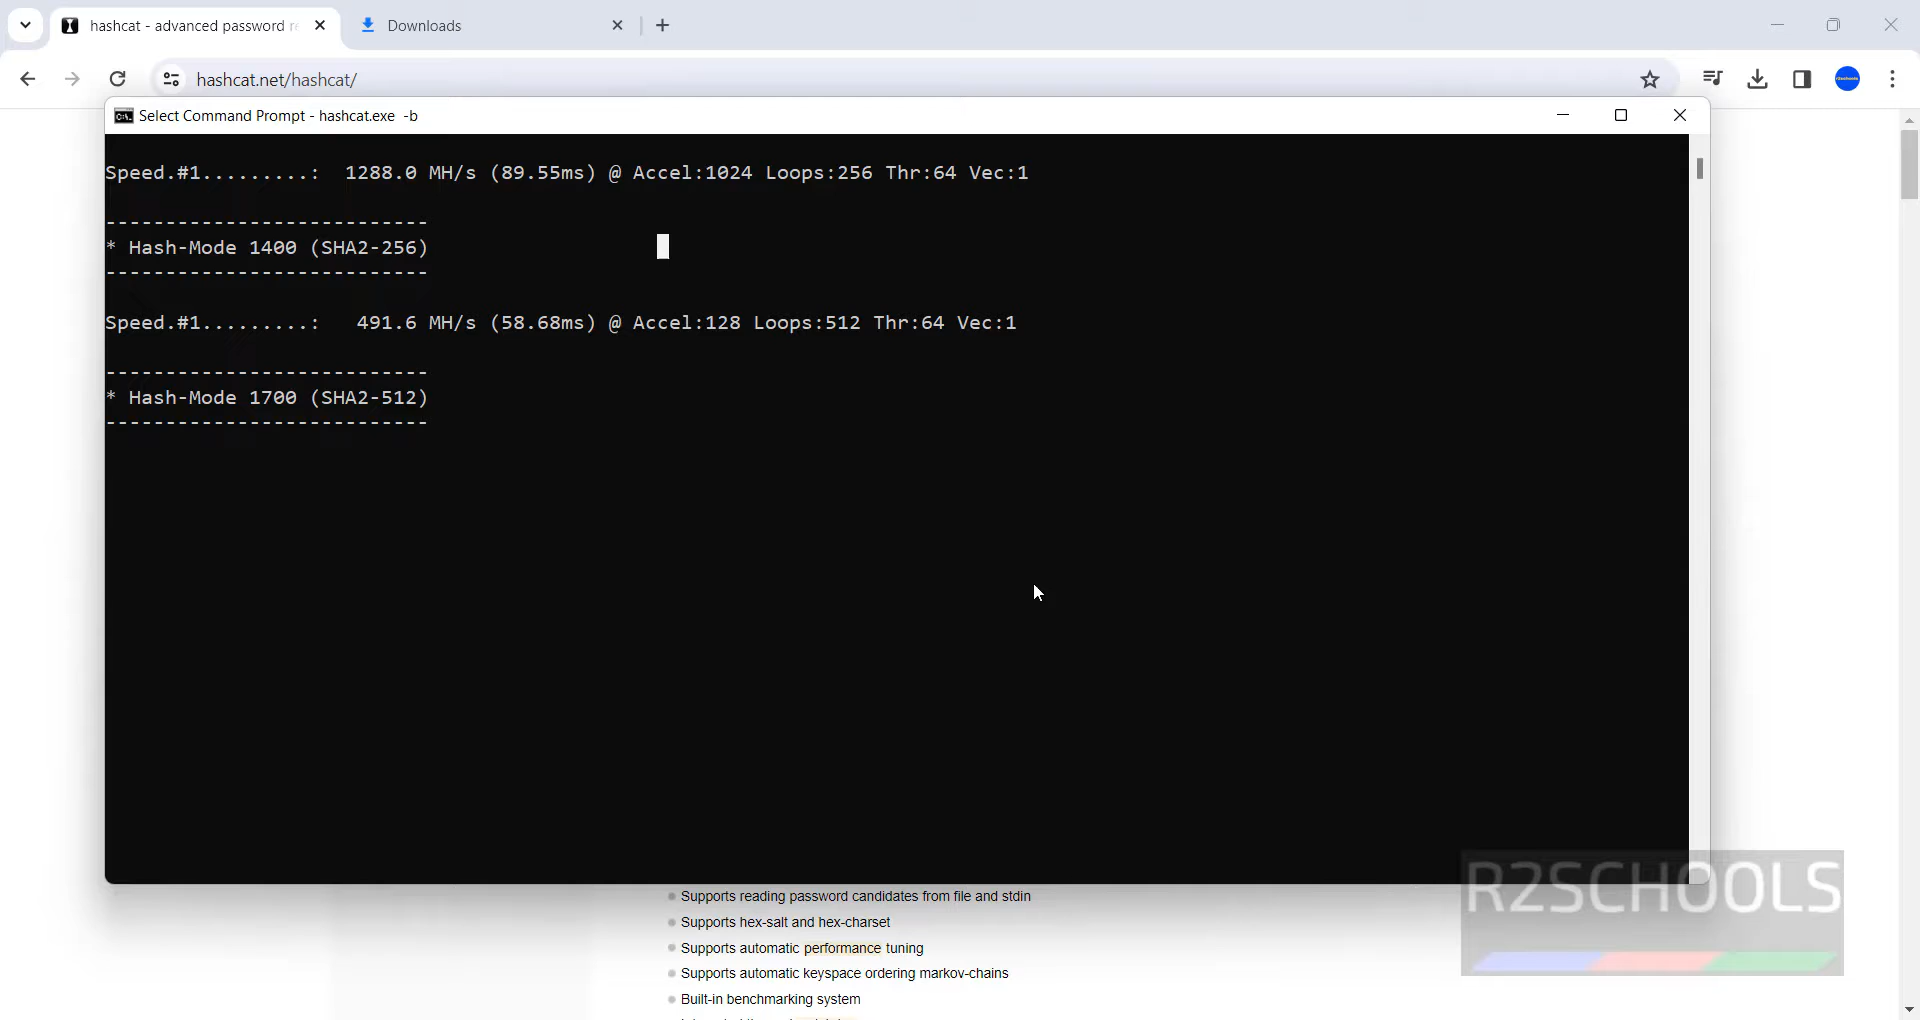 hashcat - advanced password re
Downloads
hashcat.net/hashcat/
Select Command Prompt - hashcat.exe -b
Speed.#1.........:  1288.0 MH/s (89.55ms) @ Accel:1024 Loops:256 Thr:64 Vec:1
---------------------------
* Hash-Mode 1400 (SHA2-256)
---------------------------
Speed.#1.........:   491.6 MH/s (58.68ms) @ Accel:128 Loops:512 Thr:64 Vec:1
---------------------------
* Hash-Mode 1700 (SHA2-512)
---------------------------
Supports reading password candidates from file and stdin
Supports hex-salt and hex-charset
Supports automatic performance tuning
Supports automatic keyspace ordering markov-chains
Built-in benchmarking system
R2SCHOOLS